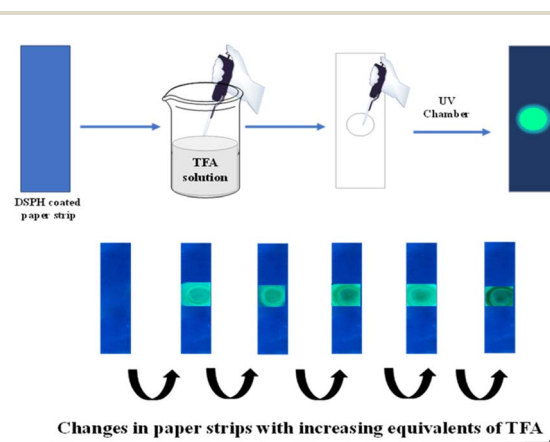 UV
Chamber
TFA
solution
DSPH coated
paper strip
Changes in paper strips with increasing equivalents of TFA